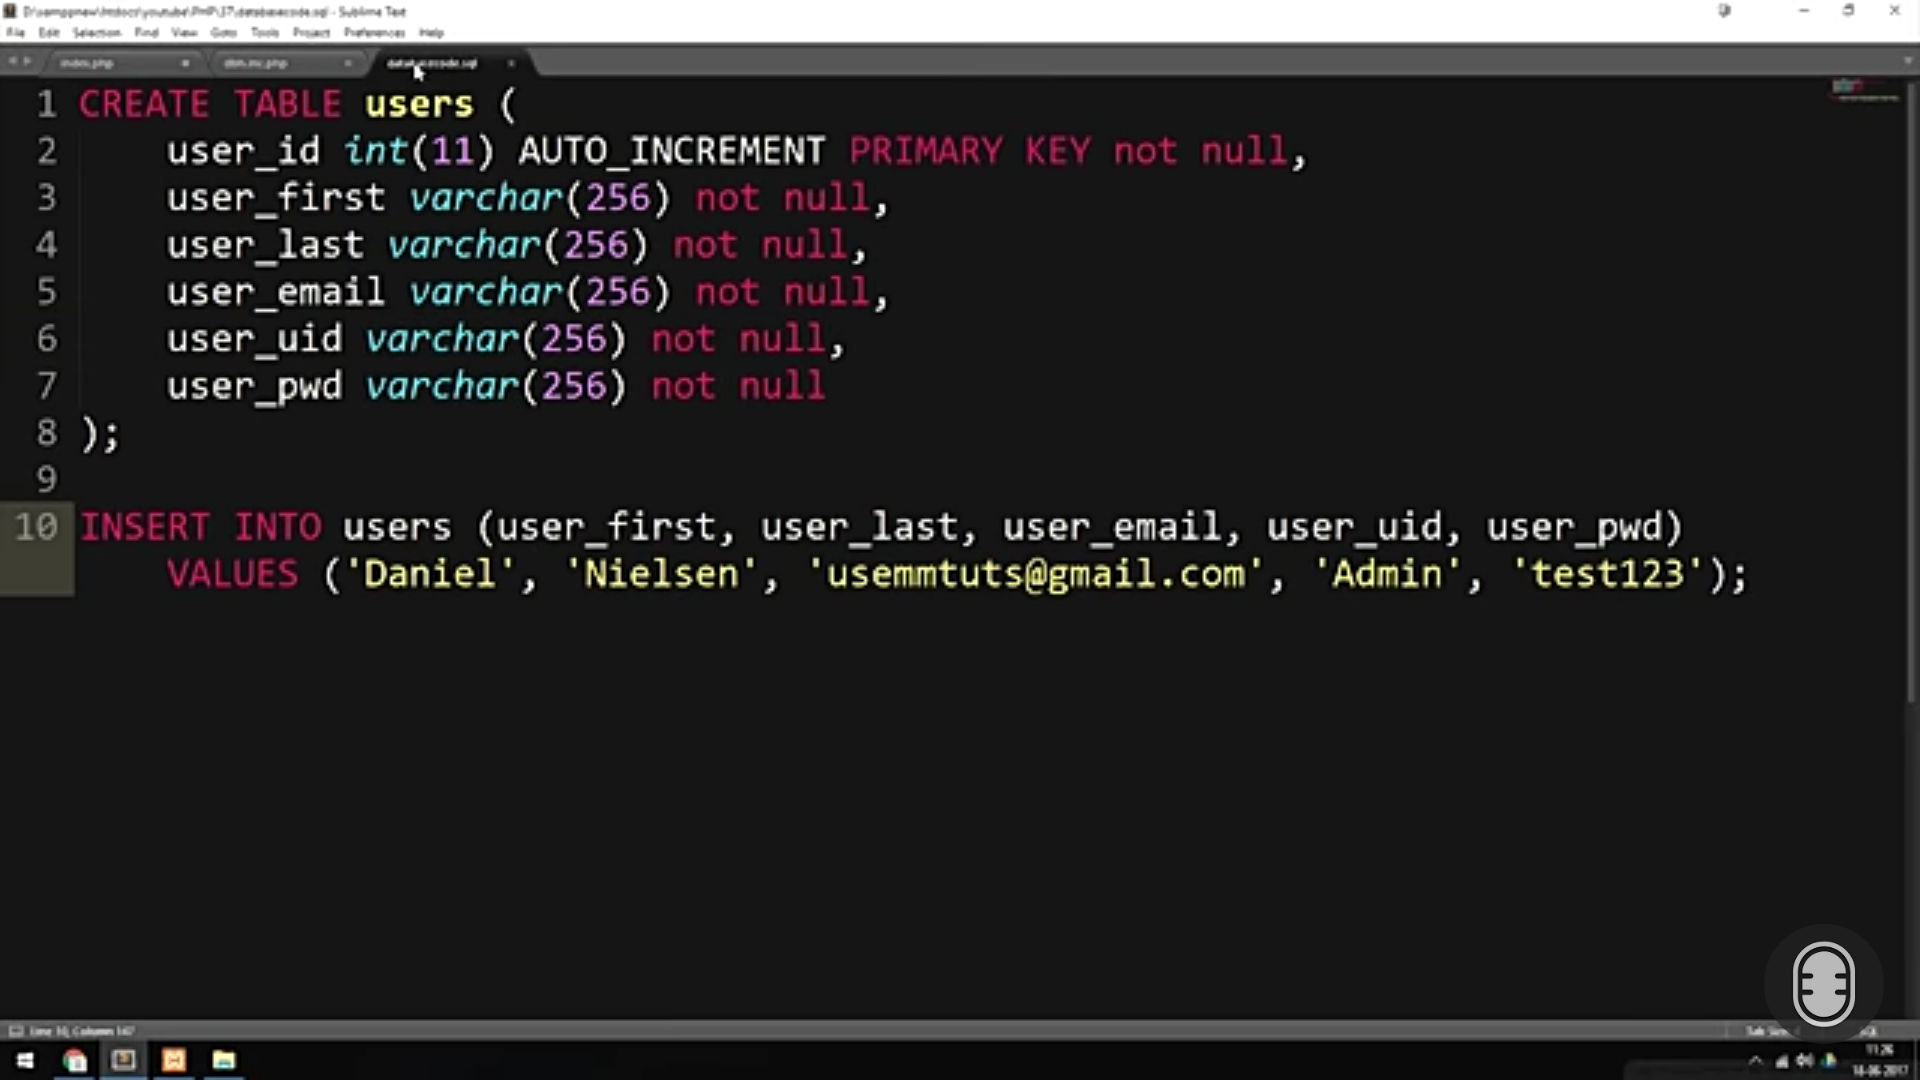 D:\xamppnew\htdocs\youtube\PHP\37\databasecode.sql - Sublime Text
File Edit Selection Find View Goto Tools Project Preferences Help
index.php dbh.inc.php databasecode.sql
1 CREATE TABLE users (
2 user_id int(11) AUTO_INCREMENT PRIMARY KEY not null,
3 user_first varchar(256) not null,
4 user_last varchar(256) not null,
5 user_email varchar(256) not null,
6 user_uid varchar(256) not null,
7 user_pwd varchar(256) not null
8 );
9
10 INSERT INTO users (user_first, user_last, user_email, user_uid, user_pwd)
VALUES ('Daniel', 'Nielsen', 'usemmtuts@gmail.com', 'Admin', 'test123');
Line 10, Column 147
Tab Size: SQL
11:26
18-06-2017